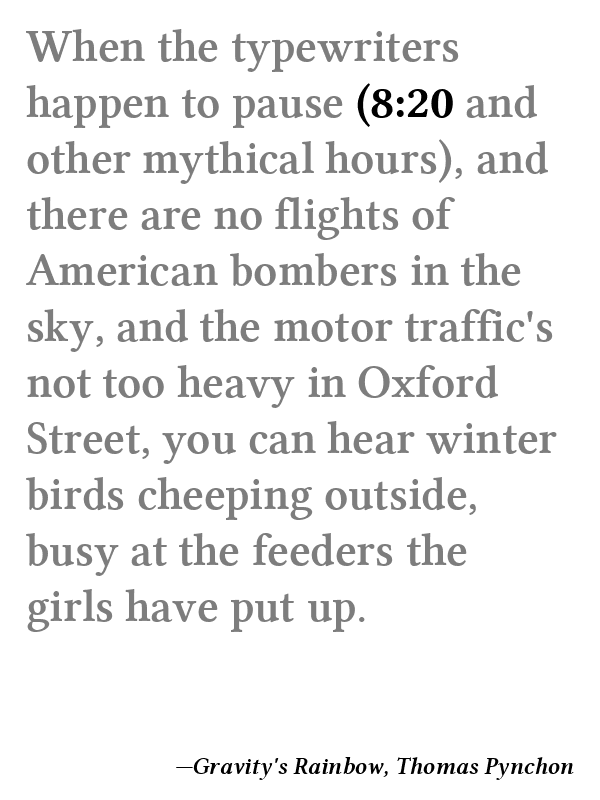 When the typewriters
happen to pause (8:20 and
other mythical hours), and
there are no flights of
American bombers in the
sky, and the motor traffic's
not too heavy in Oxford
Street, you can hear winter
birds cheeping outside,
busy at the feeders the
girls have put up.
—Gravity's Rainbow, Thomas Pynchon